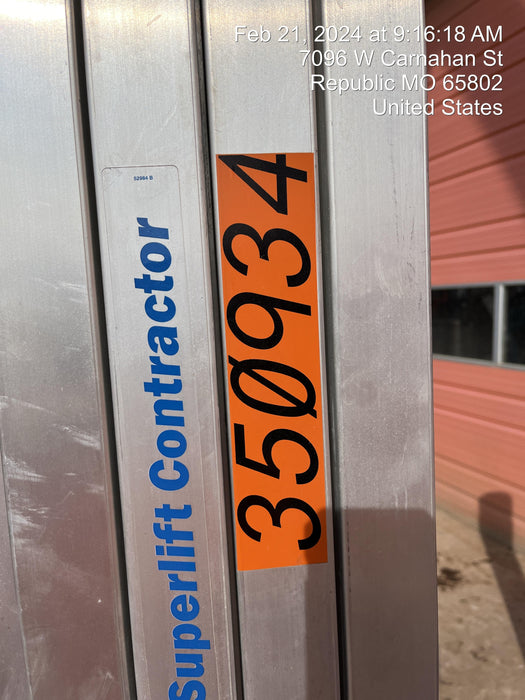 Feb 21, 2024 at 9:16:18 AM
7096 W Carnahan St
Republic MO 65802
United States
52984 B
Superlift Contractor
350934